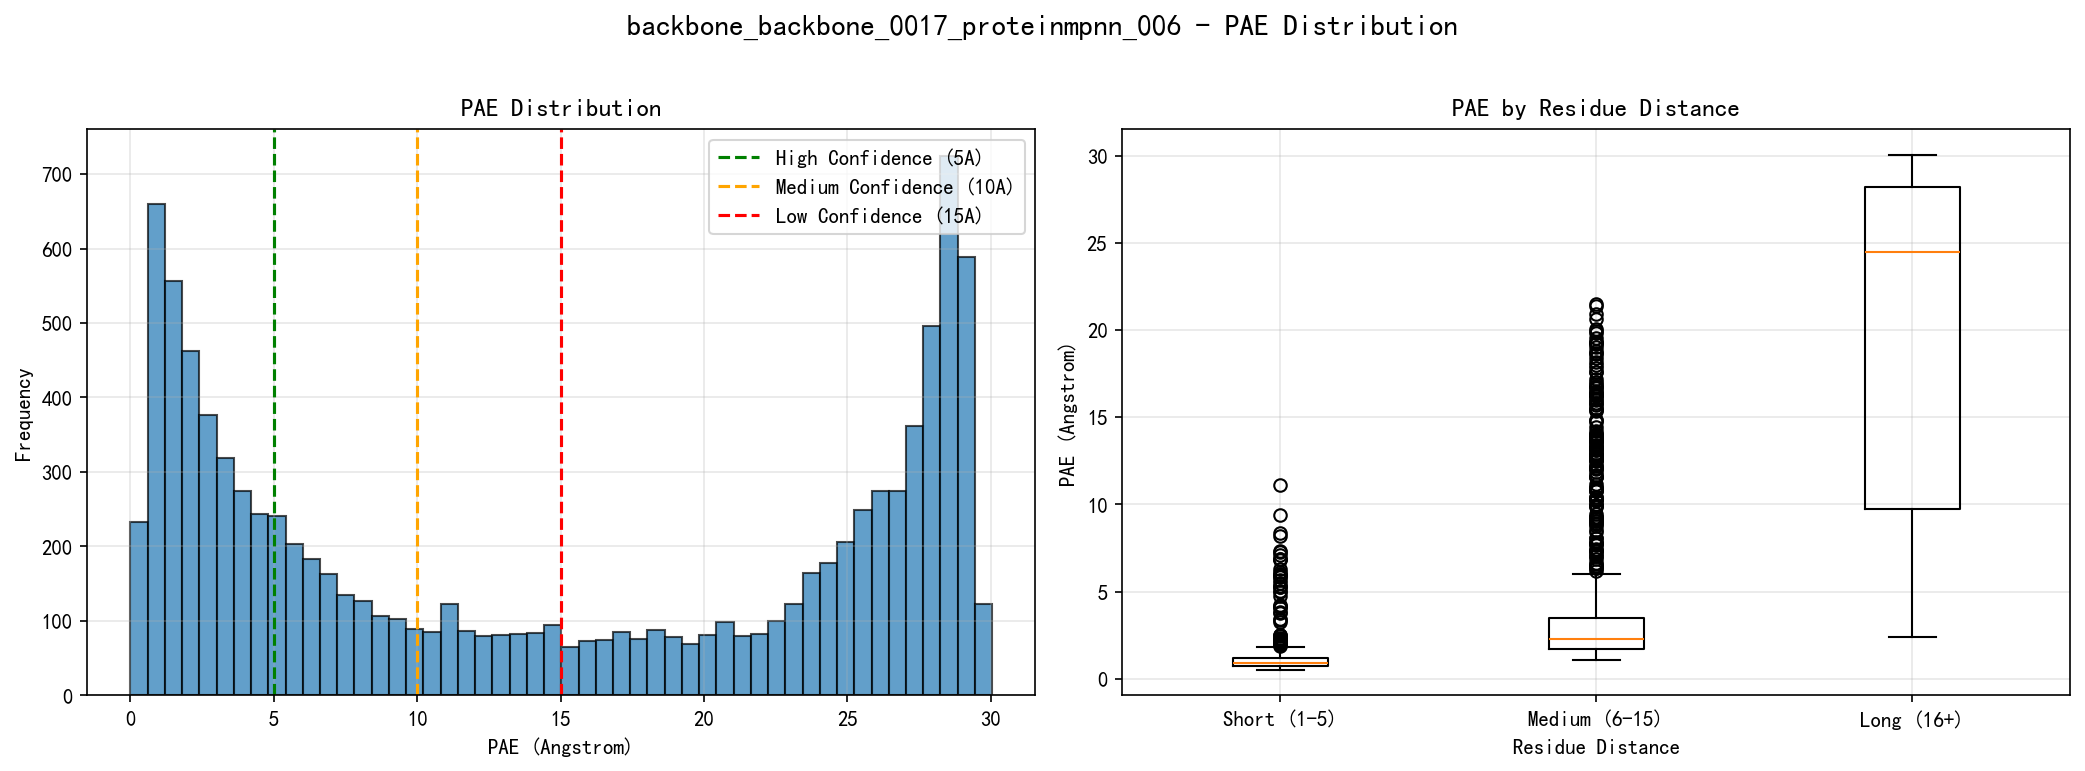 backbone_backbone_0017_proteinmpnn_006 - PAE Distribution
PAE Distribution
High Confidence (5A)
Medium Confidence (10A)
Low Confidence (15A)
Frequency
700
600
500
400
300
200
100
0
0 5 10 15 20 25 30
PAE (Angstrom)
PAE by Residue Distance
PAE (Angstrom)
30
25
20
15
10
5
0
Short (1-5) Medium (6-15) Long (16+)
Residue Distance